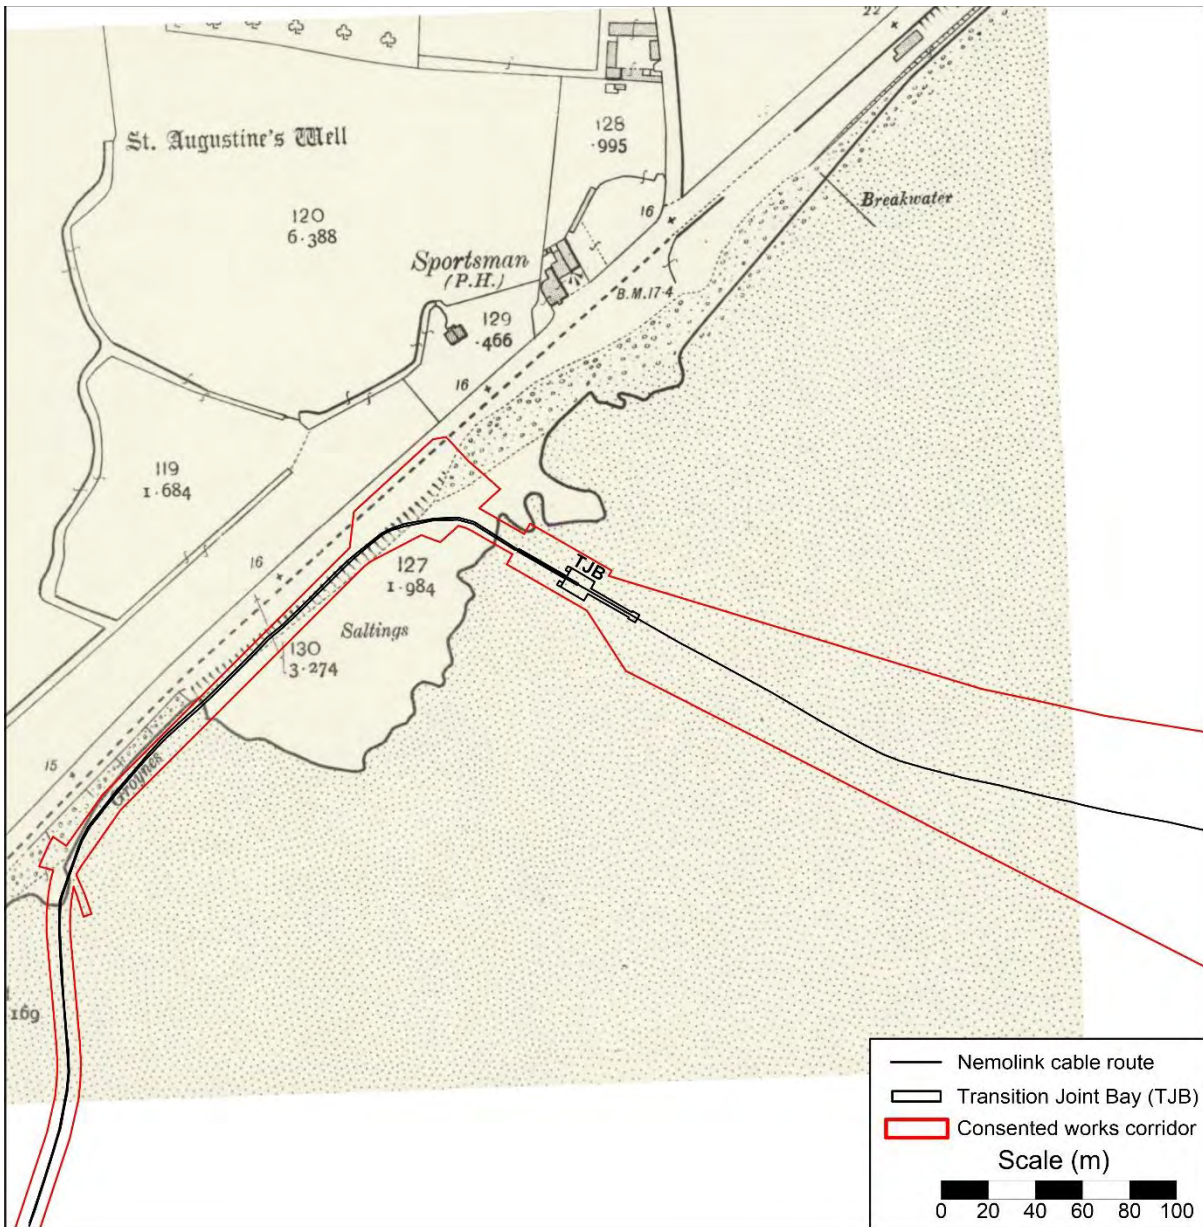 22
St. Augustine's Well
128
·995
120
6·388
Breakwater
16
Sportsman
(P.H.)
B.M.17·4
129
·466
16
119
1·684
16
127
1·984
TJB
Saltings
130
3·274
15
Groynes
169
Nemolink cable route
Transition Joint Bay (TJB)
Consented works corridor
Scale (m)
0 20 40 60 80 100